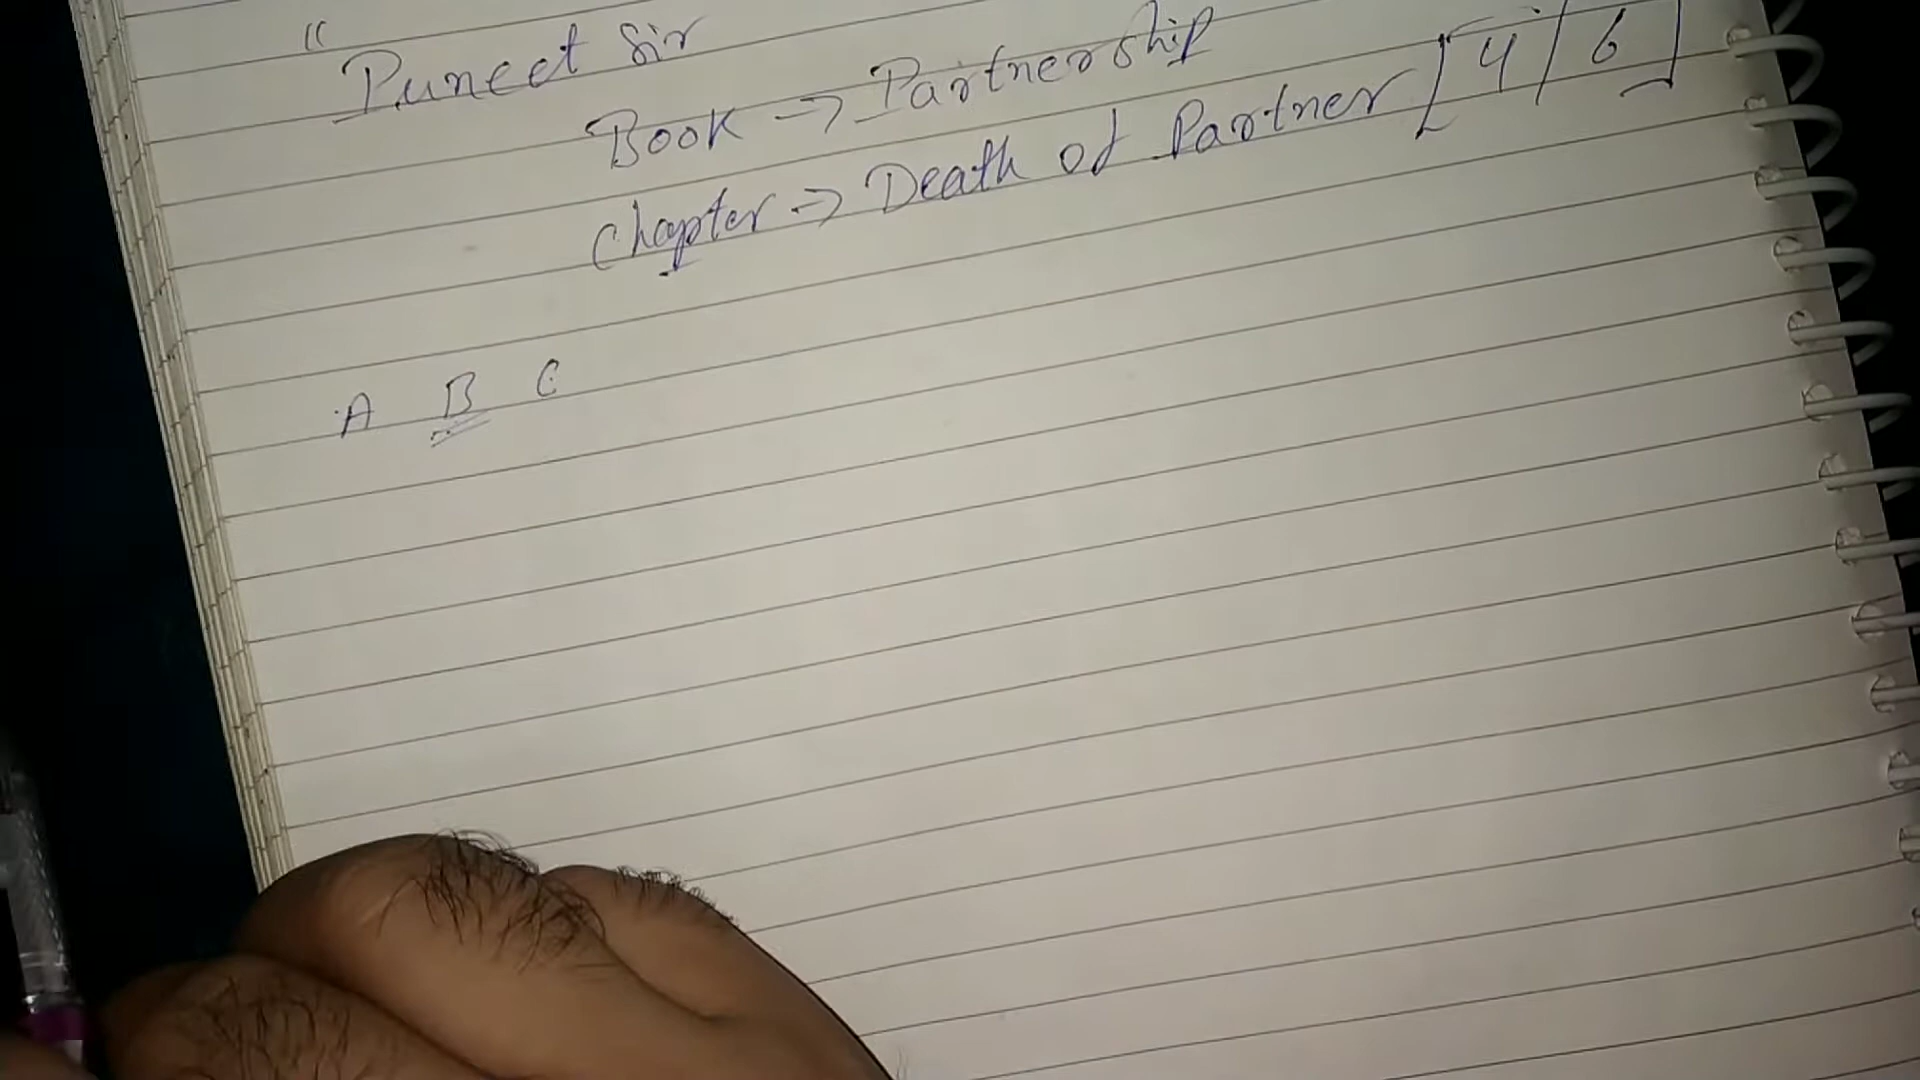 "Puneet Sir
Book → Partnership
Chapter → Death of Partner [4/6]
A B C